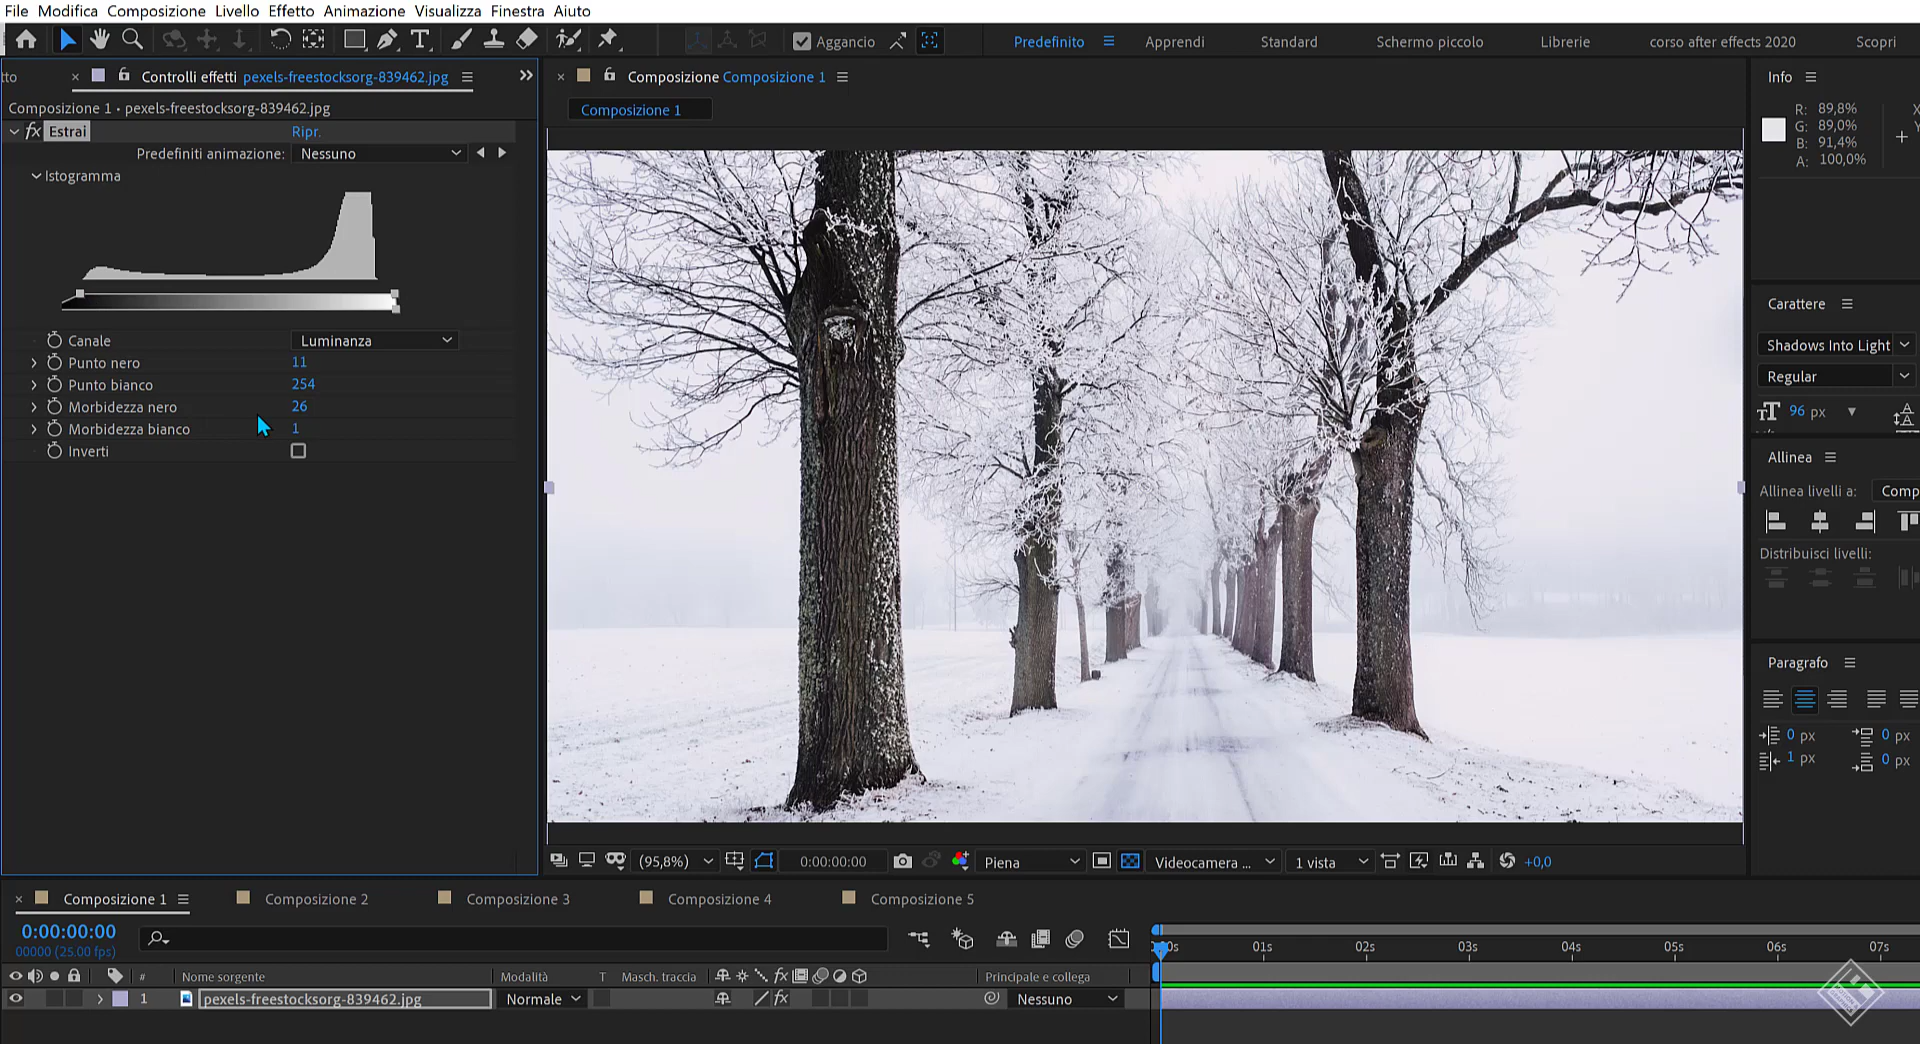 File Modifica Composizione Livello Effetto Animazione Visualizza Finestra Aiuto
Aggancio Predefinito Apprendi Standard Schermo piccolo Librerie corso after effects 2020 Scopri
tto × Controlli effetti pexels-freestocksorg-839462.jpg
Composizione 1 • pexels-freestocksorg-839462.jpg
fx Estrai Ripr.
Predefiniti animazione: Nessuno
Istogramma
Canale Luminanza
Punto nero 11
Punto bianco 254
Morbidezza nero 26
Morbidezza bianco 1
Inverti
× Composizione Composizione 1
Composizione 1
(95,8%) 0:00:00:00 Piena Videocamera ... 1 vista +0,0
Info
R: 89,8% X
G: 89,0% Y
B: 91,4%
A: 100,0%
Carattere
Shadows Into Light
Regular
96 px
Allinea
Allinea livelli a: Comp
Distribuisci livelli:
Paragrafo
0 px 0 px
1 px 0 px
× Composizione 1 Composizione 2 Composizione 3 Composizione 4 Composizione 5
0:00:00:00
00000 (25.00 fps)
0s 01s 02s 03s 04s 05s 06s 07s
# Nome sorgente Modalità T Masch. traccia fx Principale e collega
1 pexels-freestocksorg-839462.jpg Normale fx Nessuno